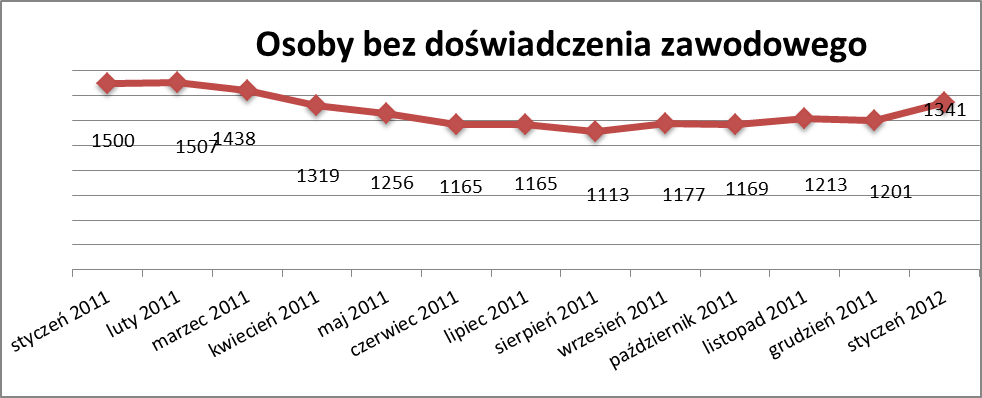 Osoby bez doświadczenia zawodowego
1500
1507
1438
1319
1256
1165
1165
1113
1177
1169
1213
1201
1341
styczeń 2011
luty 2011
marzec 2011
kwiecień 2011
maj 2011
czerwiec 2011
lipiec 2011
sierpień 2011
wrzesień 2011
październik 2011
listopad 2011
grudzień 2011
styczeń 2012